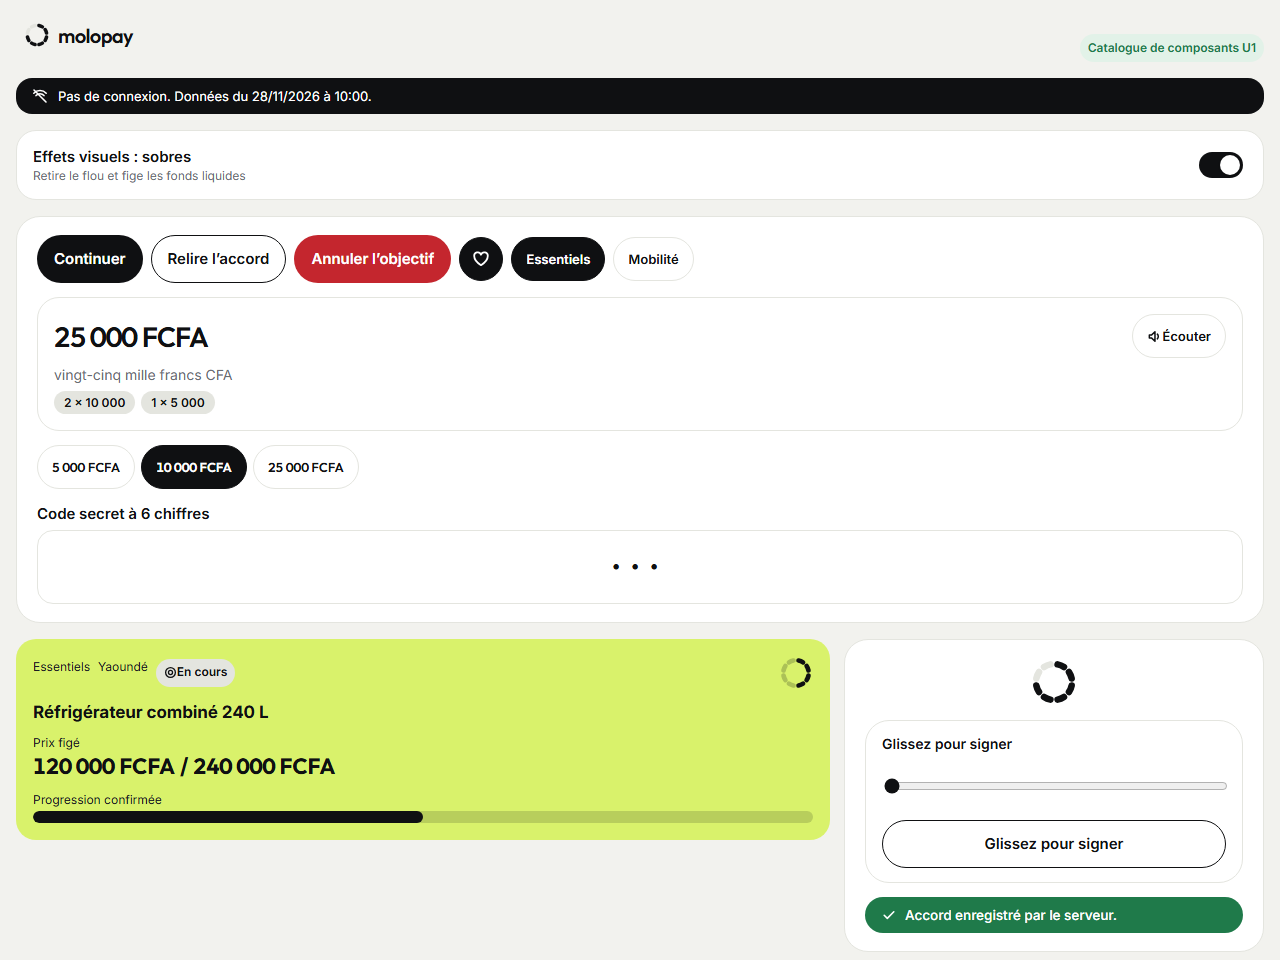 molopay
Catalogue de composants U1
Pas de connexion. Données du 28/11/2026 à 10:00.
Effets visuels : sobres
Retire le flou et fige les fonds liquides
Continuer
Relire l’accord
Annuler l’objectif
Essentiels
Mobilité
25 000 FCFA
Écouter
vingt-cinq mille francs CFA
2 × 10 000
1 × 5 000
5 000 FCFA
10 000 FCFA
25 000 FCFA
Code secret à 6 chiffres
• • •
Essentiels Yaoundé En cours
Réfrigérateur combiné 240 L
Prix figé
120 000 FCFA / 240 000 FCFA
Progression confirmée
Glissez pour signer
Glissez pour signer
Accord enregistré par le serveur.